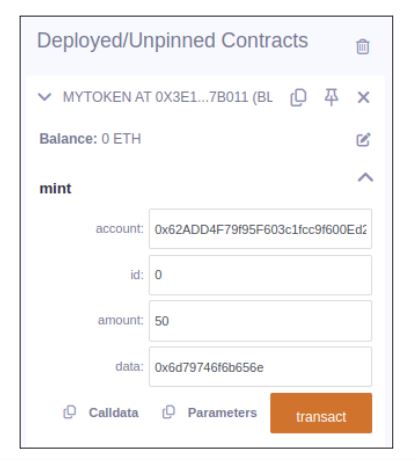 Deployed/Unpinned Contracts
MYTOKEN AT 0X3E1...7B011 (BL
Balance: 0 ETH
mint
account: 0x62ADD4F79f95F603c1fcc9f600Ed2
id: 0
amount: 50
data: 0x6d79746f6b656e
Calldata Parameters transact